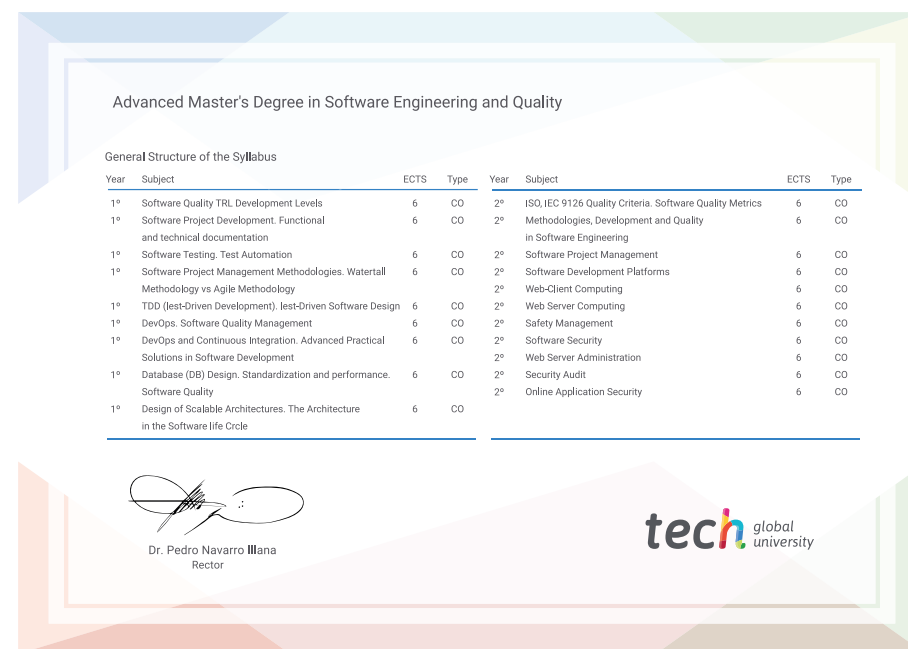 Advanced Master's Degree in Software Engineering and Quality
General Structure of the Syllabus
Year Subject ECTS Type
1º Software Quality TRL Development Levels 6 CO
1º Software Project Development. Functional 6 CO
and technical documentation
1º Software Testing. Test Automation 6 CO
1º Software Project Management Methodologies. Watertall 6 CO
Methodology vs Agile Methodology
1º TDD (lest-Driven Development). lest-Driven Software Design 6 CO
1º DevOps. Software Quality Management 6 CO
1º DevOps and Continuous Integration. Advanced Practical 6 CO
Solutions in Software Development
1º Database (DB) Design. Standardization and performance. 6 CO
Software Quality
1º Design of Scalable Architectures. The Architecture 6 CO
in the Software life Crcle
Year Subject ECTS Type
2º ISO, IEC 9126 Quality Criteria. Software Quality Metrics 6 CO
2º Methodologies, Development and Quality 6 CO
in Software Engineering
2º Software Project Management 6 CO
2º Software Development Platforms 6 CO
2º Web-Client Computing 6 CO
2º Web Server Computing 6 CO
2º Safety Management 6 CO
2º Software Security 6 CO
2º Web Server Administration 6 CO
2º Security Audit 6 CO
2º Online Application Security 6 CO
Dr. Pedro Navarro Illana
Rector
tech global
university